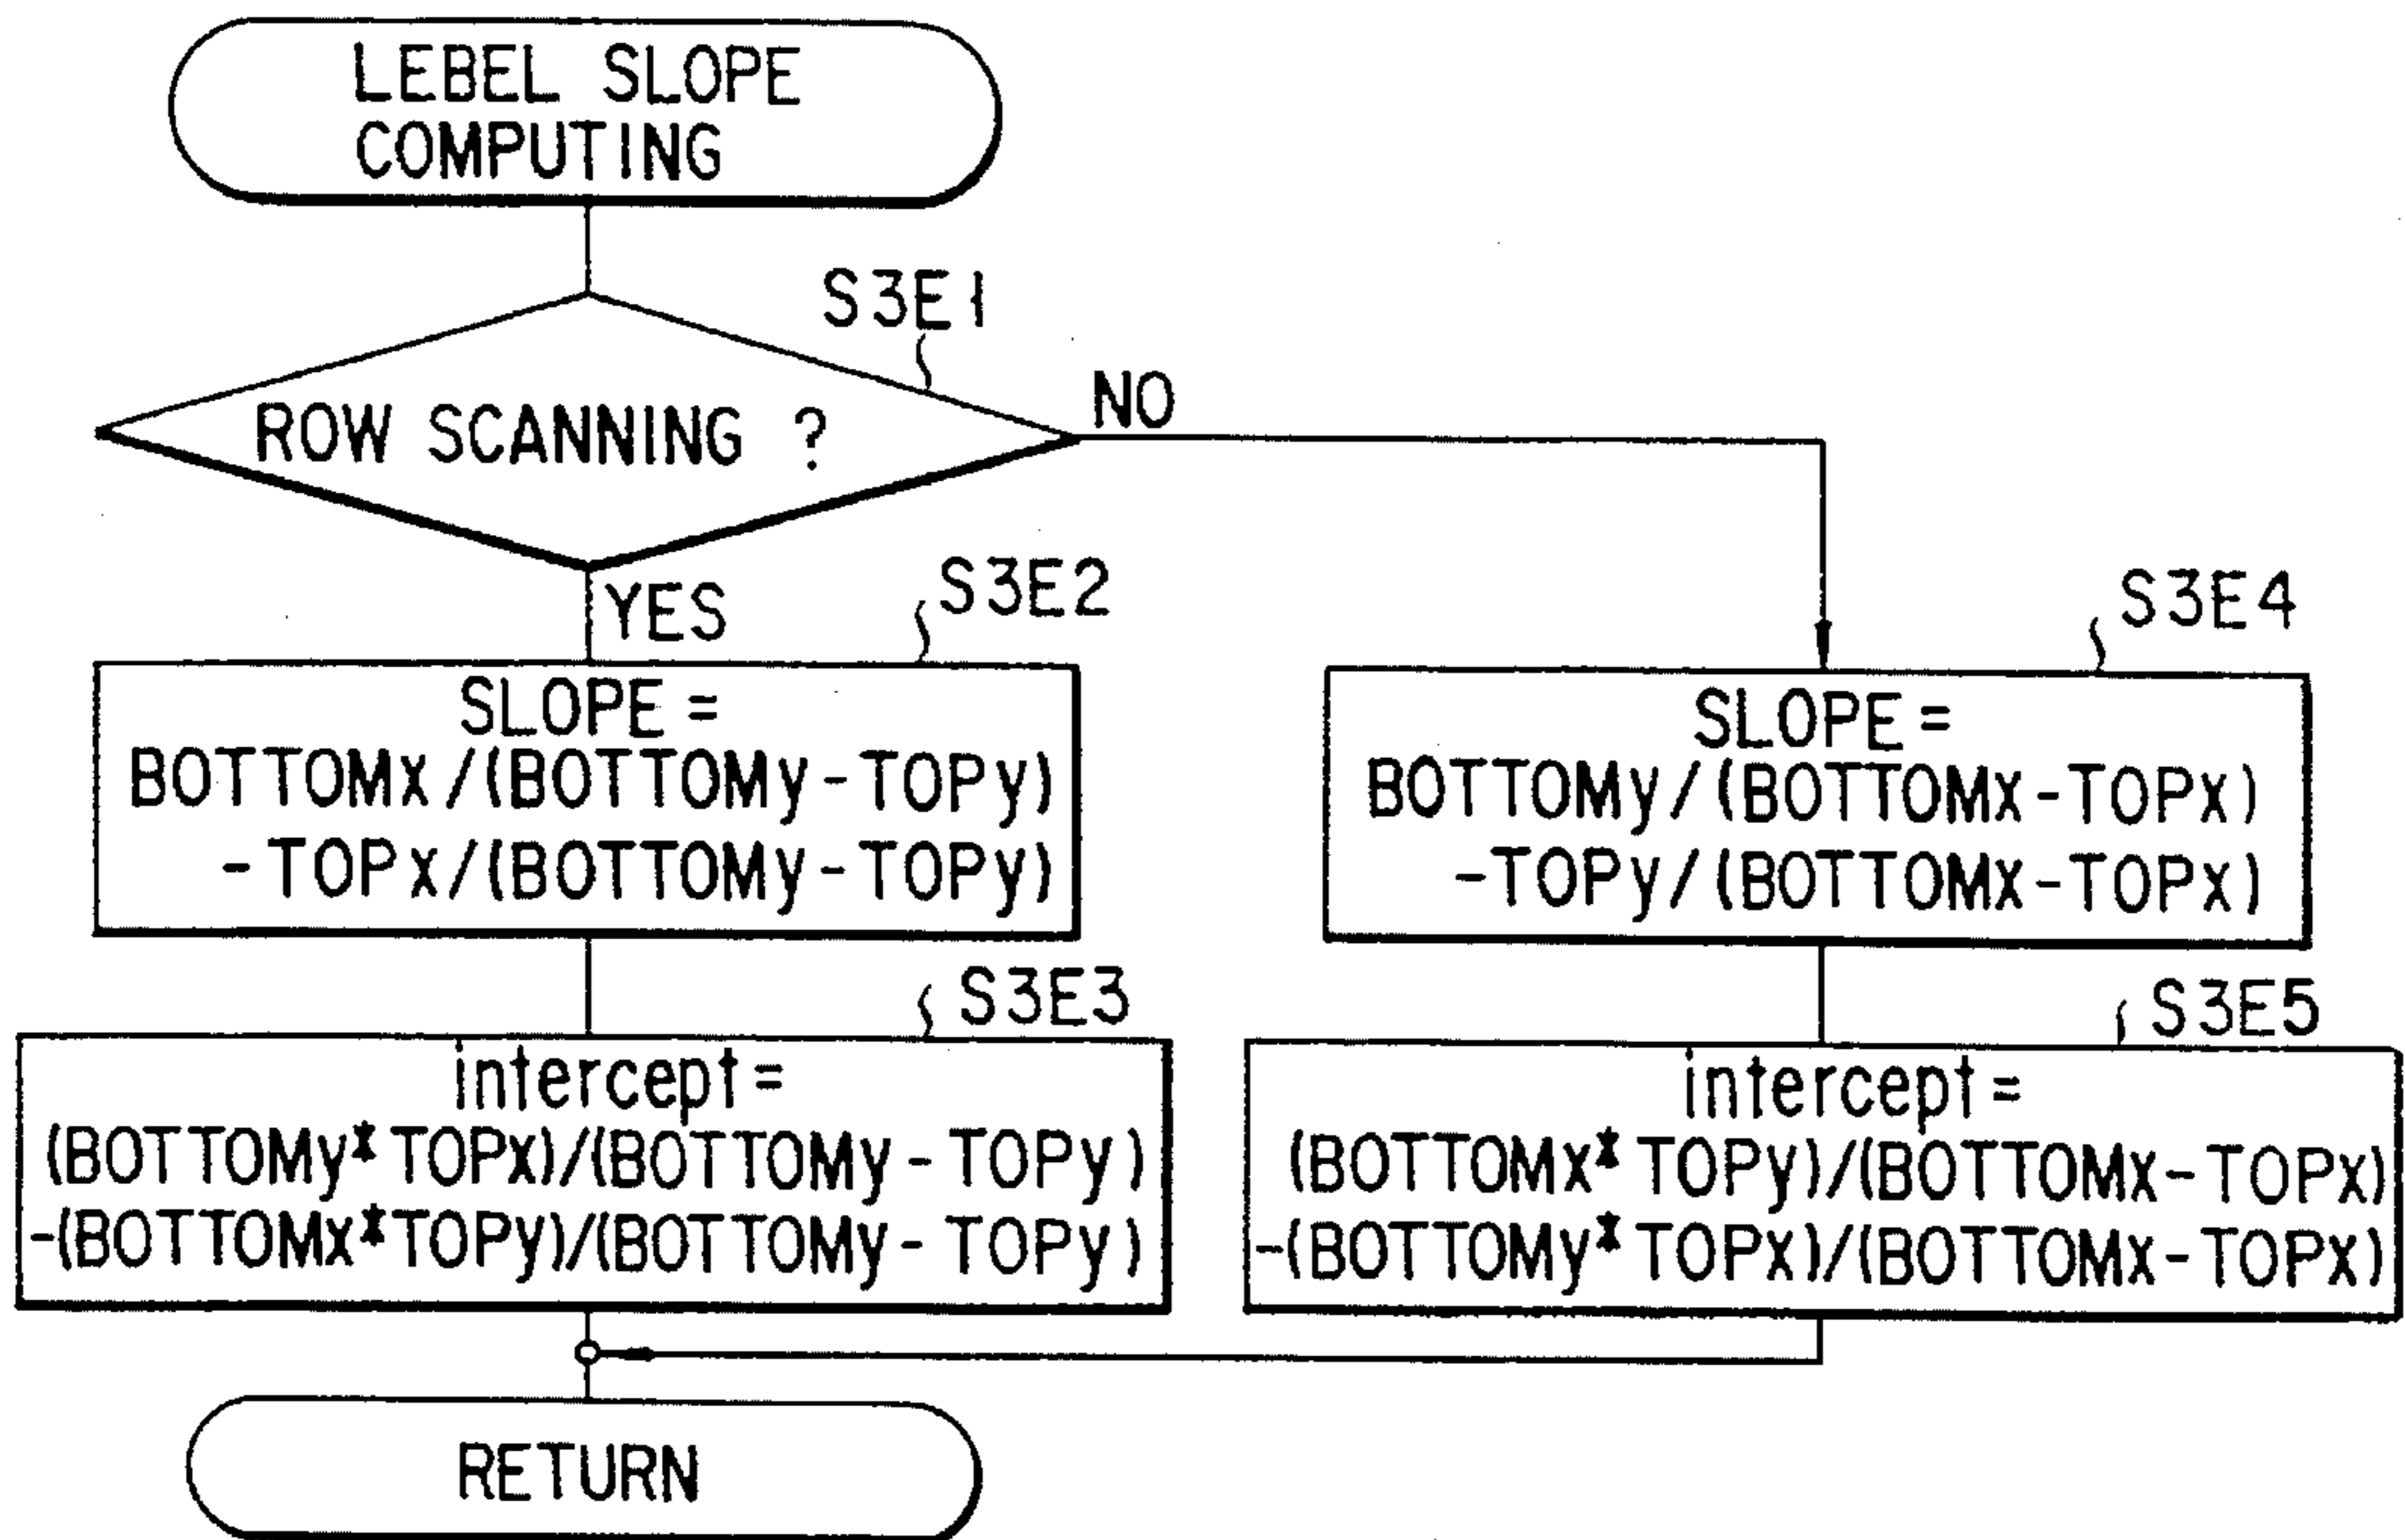 LEBEL SLOPE
COMPUTING
S3E1
ROW SCANNING ?
NO
YES
S3E2
SLOPE =
BOTTOMx/(BOTTOMy-TOPy)
-TOPx/(BOTTOMy-TOPy)
S3E3
intercept=
(BOTTOMy*TOPx)/(BOTTOMy-TOPy)
-(BOTTOMx*TOPy)/(BOTTOMy-TOPy)
S3E4
SLOPE =
BOTTOMy/(BOTTOMx-TOPx)
-TOPy/(BOTTOMx-TOPx)
S3E5
intercept=
(BOTTOMx*TOPy)/(BOTTOMx-TOPx)
-(BOTTOMy*TOPx)/(BOTTOMx-TOPx)
RETURN